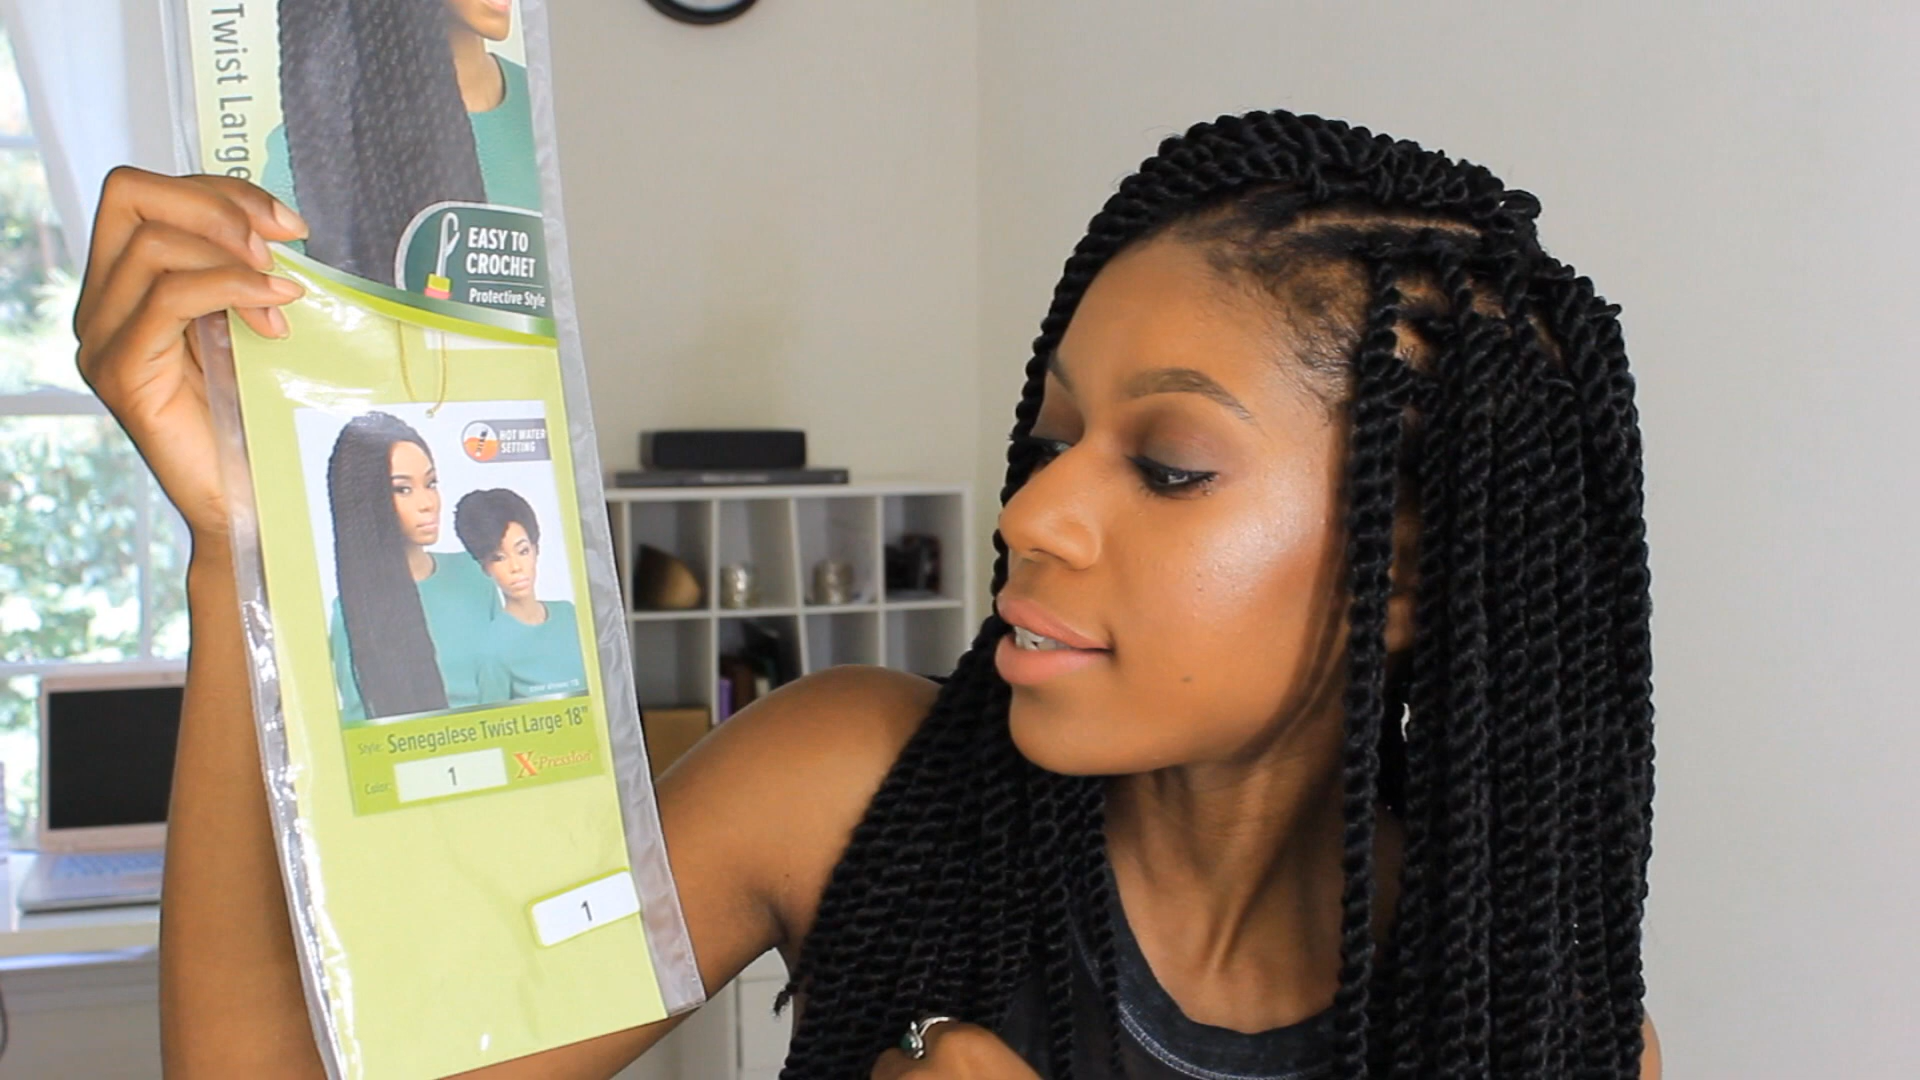 Twist Large
EASY TO
CROCHET
Protective Style
HOT WATER
SETTING
Style: Senegalese Twist Large 18"
Color: 1
X-Pression
1